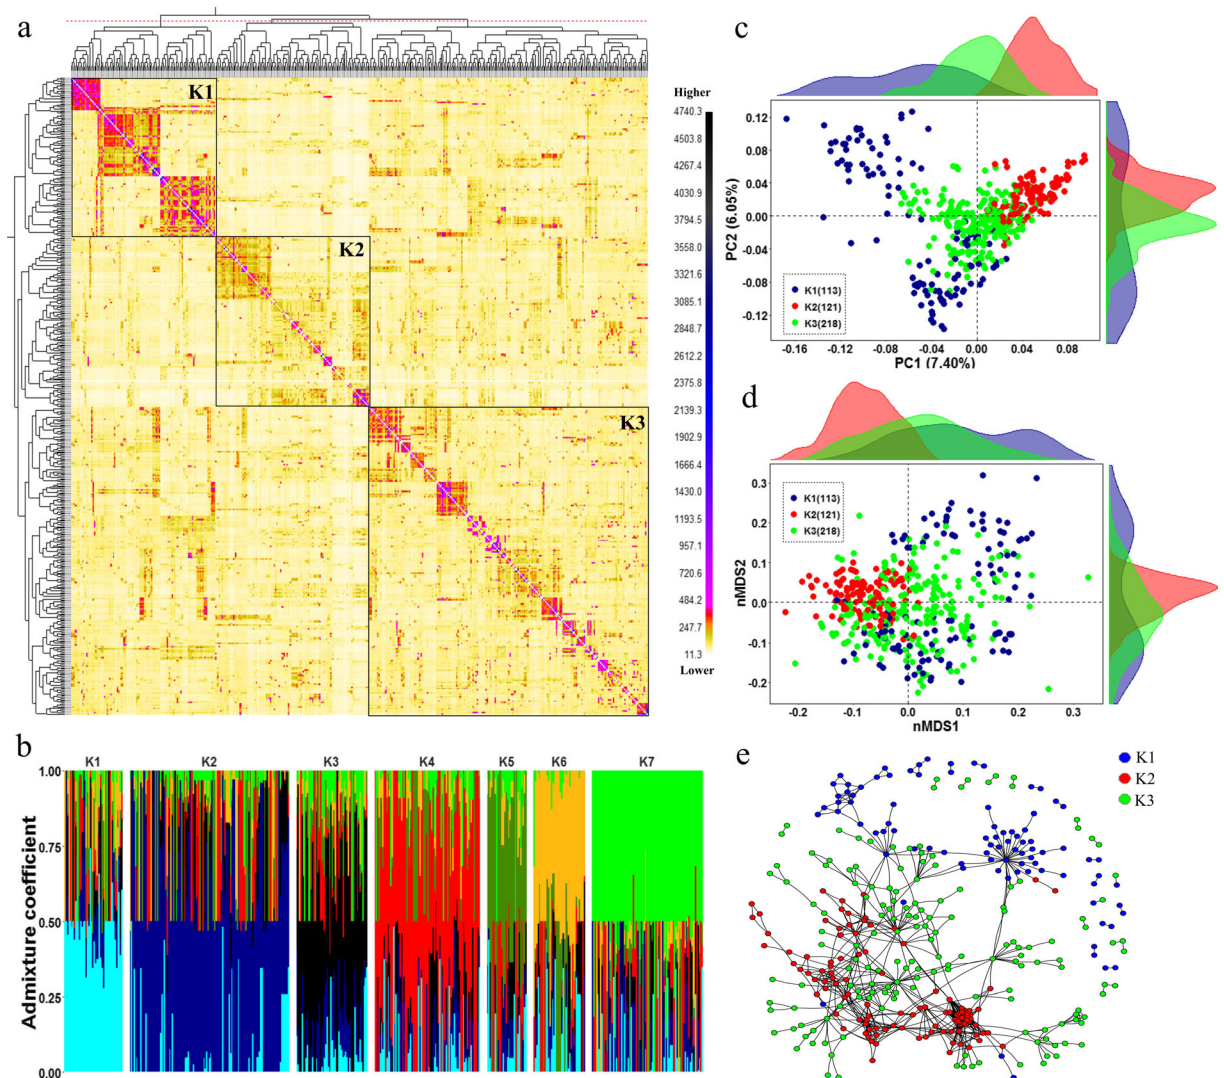 a
K1
K2
K3
Higher
4740.3
4503.8
4267.4
4030.9
3794.5
3558.0
3321.6
3085.1
2848.7
2612.2
2375.8
2139.3
1902.9
1666.4
1430.0
1193.5
957.1
720.6
484.2
247.7
11.3
Lower
b
K1 K2 K3 K4 K5 K6 K7
Admixture coefficient
1.00
0.75
0.50
0.25
0.00
c
PC2 (6.05%)
0.12
0.08
0.04
0.00
-0.04
-0.08
-0.12
K1(113)
K2(121)
K3(218)
-0.16 -0.12 -0.08 -0.04 0.00 0.04 0.08
PC1 (7.40%)
d
nMDS2
0.3
0.2
0.1
0.0
-0.1
-0.2
K1(113)
K2(121)
K3(218)
-0.2 -0.1 0.0 0.1 0.2 0.3
nMDS1
e
K1
K2
K3